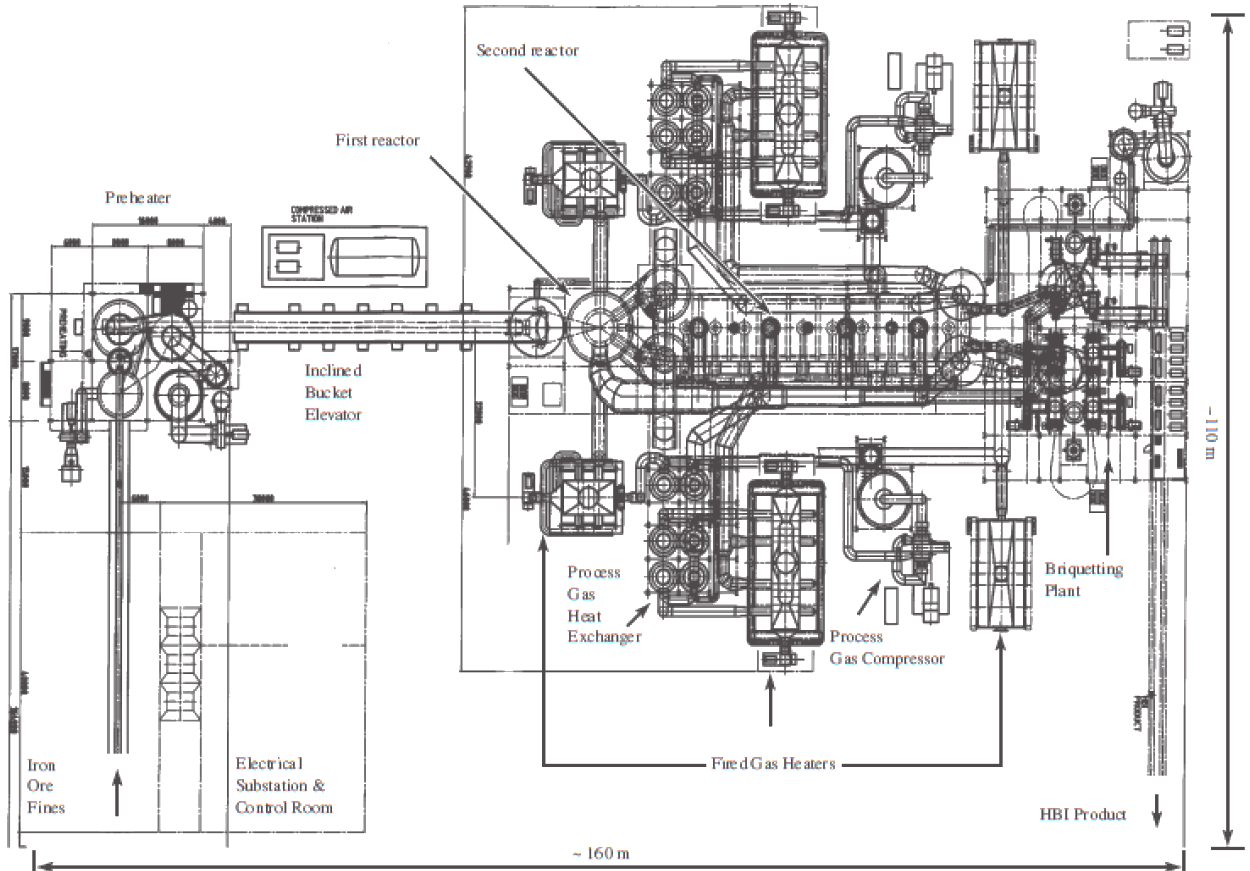 Second reactor
First reactor
Preheater
COMPRESSED AIR
STATION
Inclined
Bucket
Elevator
~110 m
Process
Gas
Heat
Exchanger
Process
Gas Compressor
Briquetting
Plant
Fired Gas Heaters
Iron
Ore
Fines
Electrical
Substation &
Control Room
HBI Product
~ 160 m